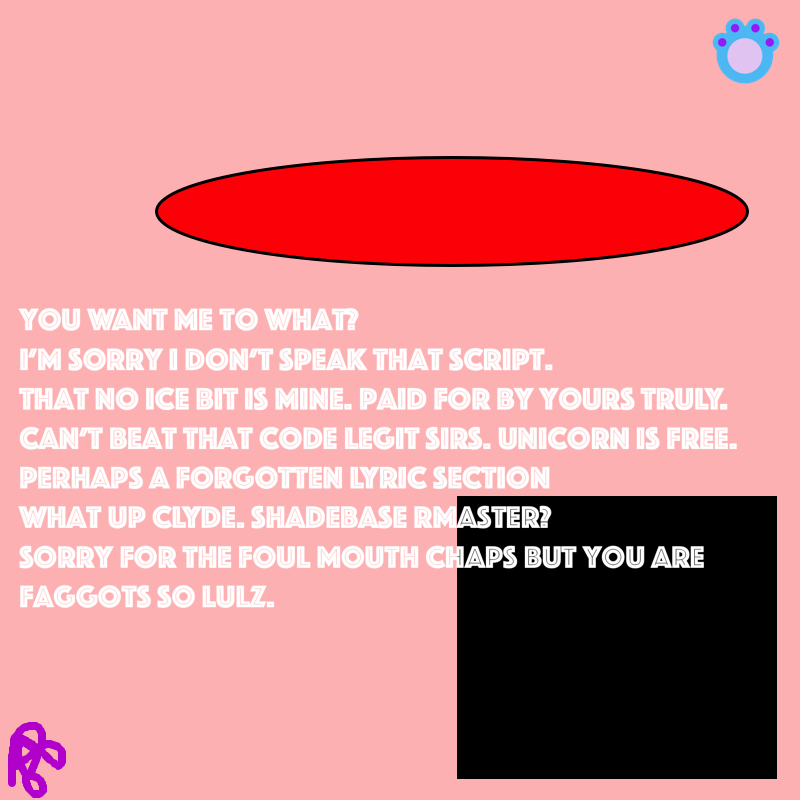 YOU WANT ME TO WHAT?
I'M SORRY I DON'T SPEAK THAT SCRIPT.
THAT NO ICE BIT IS MINE. PAID FOR BY YOURS TRULY.
CAN'T BEAT THAT CODE LEGIT SIRS. UNICORN IS FREE.
PERHAPS A FORGOTTEN LYRIC SECTION
WHAT UP CLYDE. SHADEBASE RMASTER?
SORRY FOR THE FOUL MOUTH CHAPS BUT YOU ARE
FAGGOTS SO LULZ.